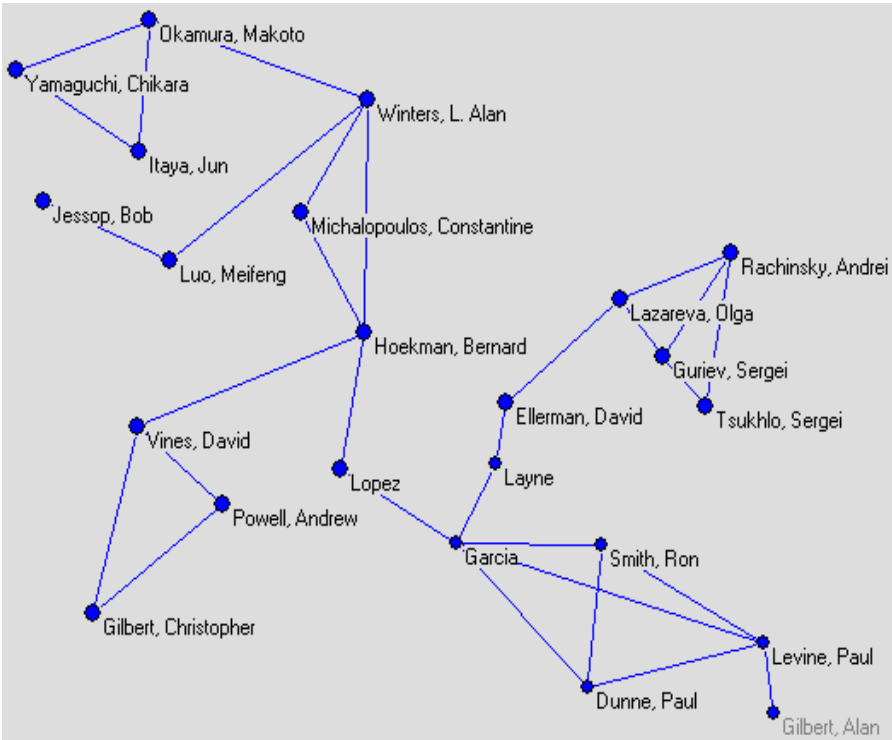 Okamura, Makoto
Yamaguchi, Chikara
Winters, L. Alan
Itaya, Jun
Jessop, Bob
Michalopoulos, Constantine
Luo, Meifeng
Rachinsky, Andrei
Lazareva, Olga
Hoekman, Bernard
Guriev, Sergei
Ellerman, David
Tsukhlo, Sergei
Vines, David
Layne
Lopez
Powell, Andrew
Garcia
Smith, Ron
Gilbert, Christopher
Levine, Paul
Dunne, Paul
Gilbert, Alan